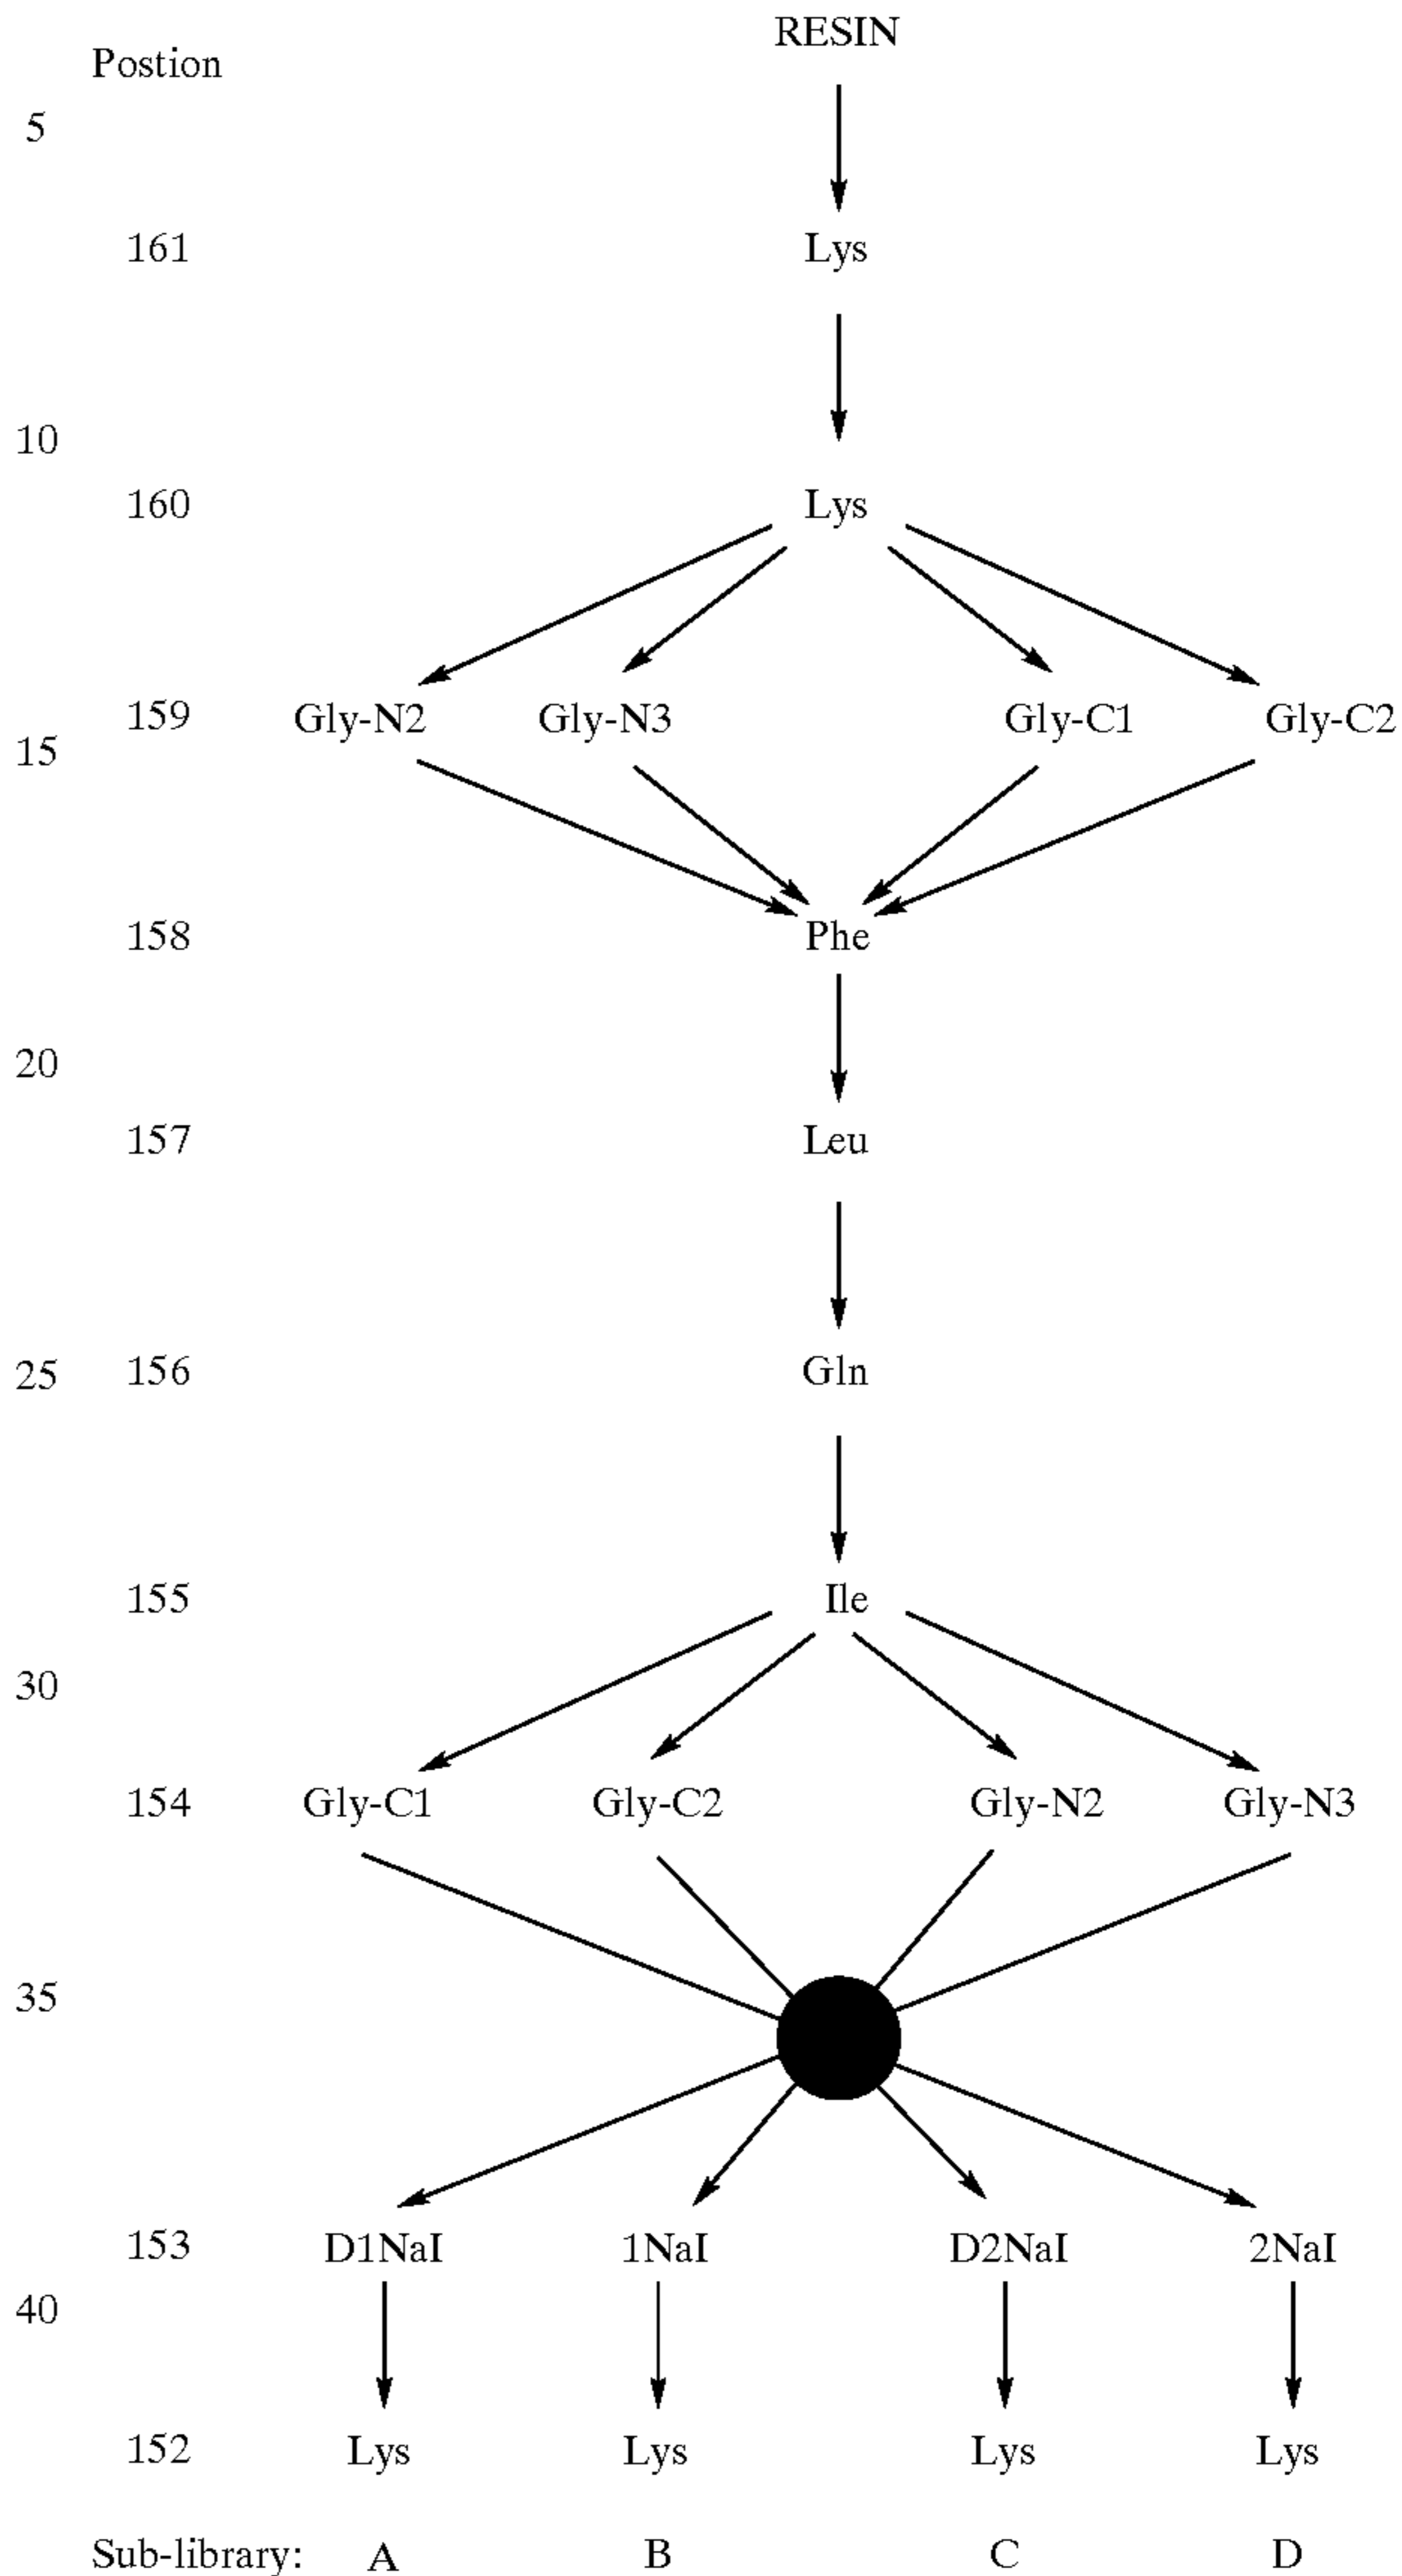 RESIN
Postion
5
161 Lys
10
160 Lys
159 Gly-N2 Gly-N3 Gly-C1 Gly-C2
15
158 Phe
20
157 Leu
25 156 Gln
155 Ile
30
154 Gly-C1 Gly-C2 Gly-N2 Gly-N3
35
153 D1NaI 1NaI D2NaI 2NaI
40
152 Lys Lys Lys Lys
Sub-library: A B C D